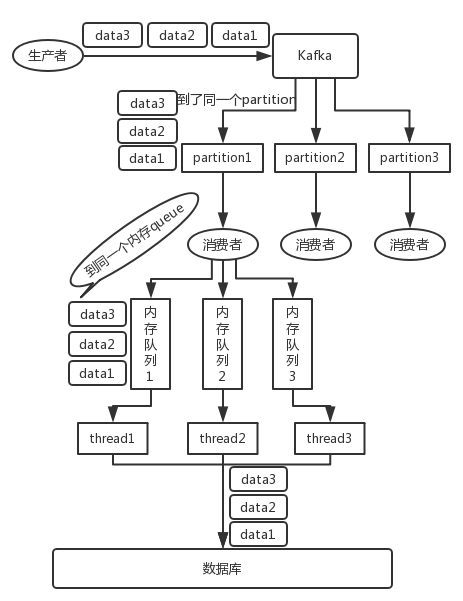 data3 data2 data1
生产者
Kafka
到了同一个partition
data3
data2
data1
partition1 partition2 partition3
到同一个内存queue
消费者 消费者 消费者
data3
data2
data1
内存队列1
内存队列2
内存队列3
thread1 thread2 thread3
data3
data2
data1
数据库